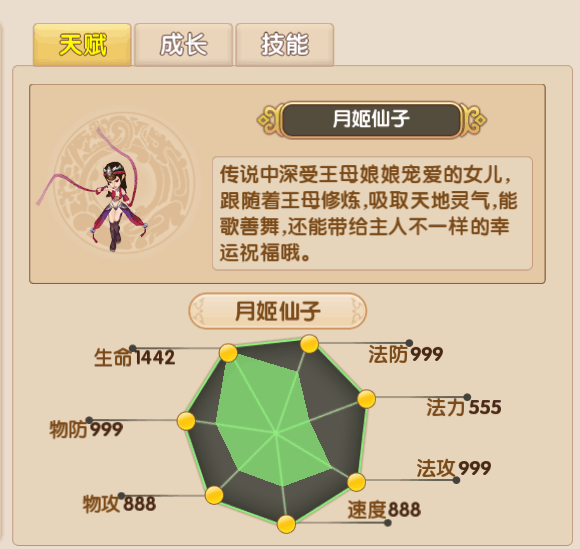 天赋 成长 技能
月姬仙子
传说中深受王母娘娘宠爱的女儿,
跟随着王母修炼,吸取天地灵气,能
歌善舞,还能带给主人不一样的幸
运祝福哦。
月姬仙子
生命1442
法防999
物防999
法力555
法攻999
物攻888
速度888